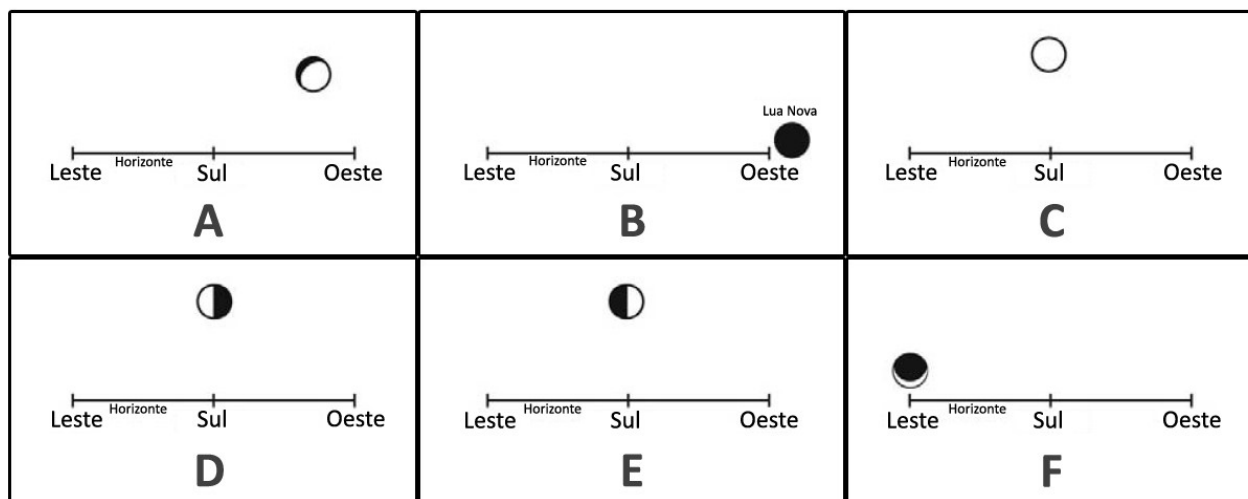 Horizonte
Leste Sul Oeste
A
Lua Nova
Horizonte
Leste Sul Oeste
B
Horizonte
Leste Sul Oeste
C
Horizonte
Leste Sul Oeste
D
Horizonte
Leste Sul Oeste
E
Horizonte
Leste Sul Oeste
F